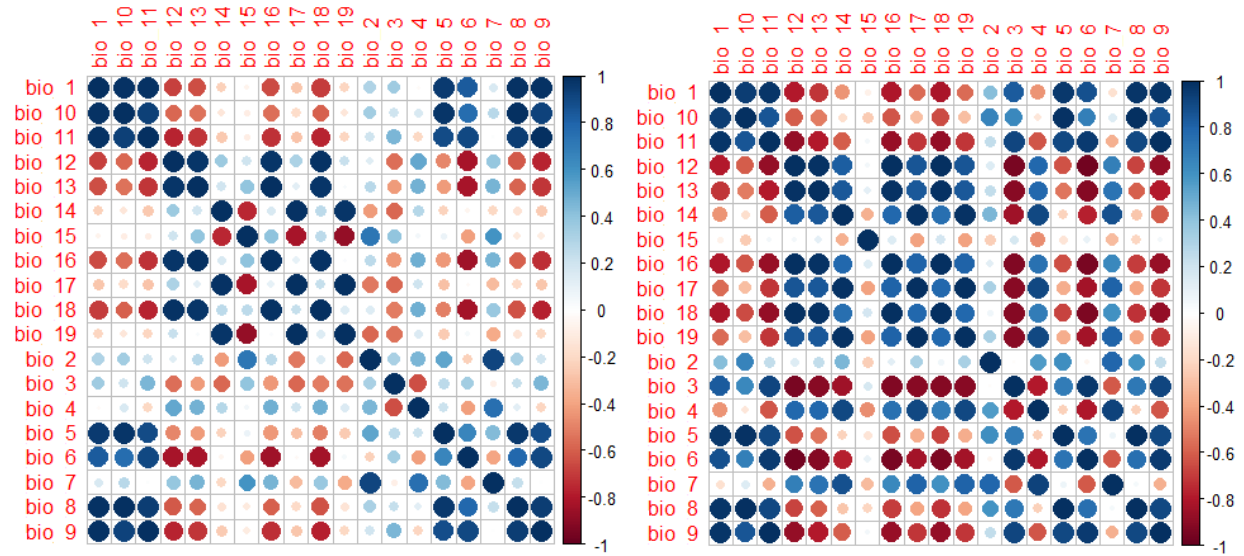 bio 1 bio 10 bio 11 bio 12 bio 13 bio 14 bio 15 bio 16 bio 17 bio 18 bio 19 bio 2 bio 3 bio 4 bio 5 bio 6 bio 7 bio 8 bio 9
bio 1
bio 10
bio 11
bio 12
bio 13
bio 14
bio 15
bio 16
bio 17
bio 18
bio 19
bio 2
bio 3
bio 4
bio 5
bio 6
bio 7
bio 8
bio 9
1
0.8
0.6
0.4
0.2
0
-0.2
-0.4
-0.6
-0.8
-1
bio 1 bio 10 bio 11 bio 12 bio 13 bio 14 bio 15 bio 16 bio 17 bio 18 bio 19 bio 2 bio 3 bio 4 bio 5 bio 6 bio 7 bio 8 bio 9
bio 1
bio 10
bio 11
bio 12
bio 13
bio 14
bio 15
bio 16
bio 17
bio 18
bio 19
bio 2
bio 3
bio 4
bio 5
bio 6
bio 7
bio 8
bio 9
1
0.8
0.6
0.4
0.2
0
-0.2
-0.4
-0.6
-0.8
-1